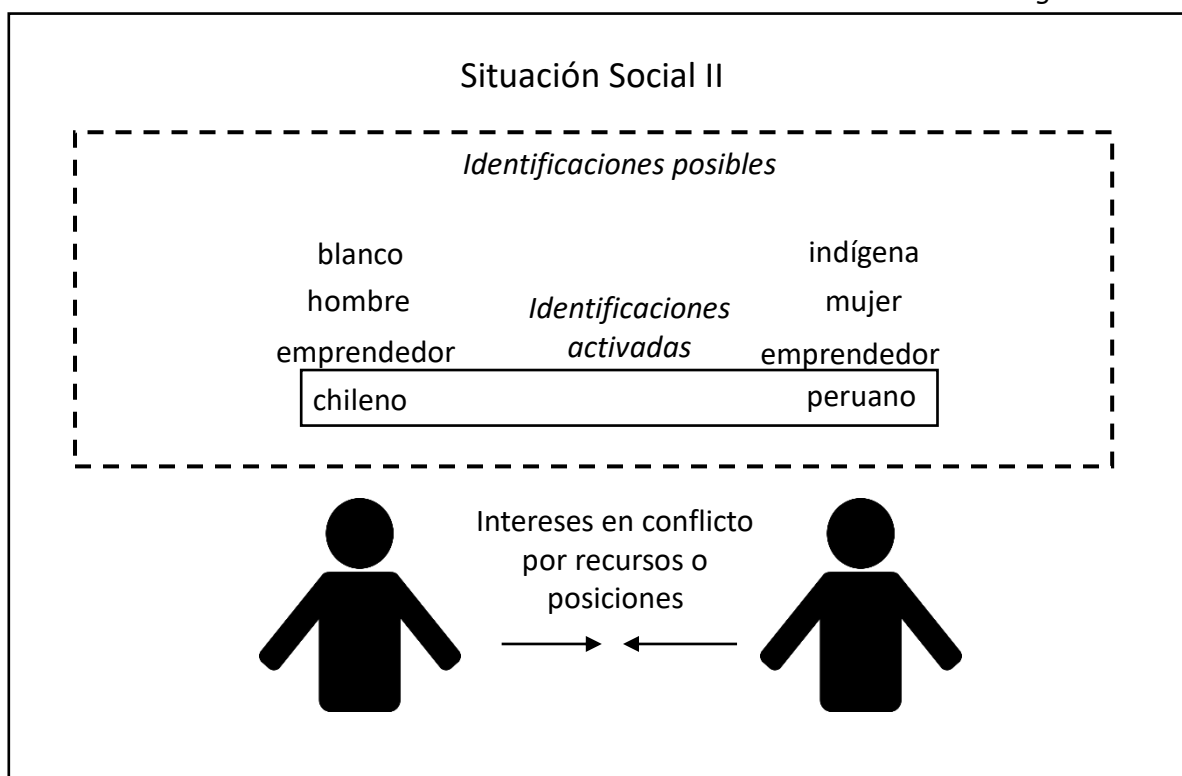 Situación Social II
Identificaciones posibles
blanco
indígena
hombre
mujer
Identificaciones
activadas
emprendedor
emprendedor
chileno
peruano
Intereses en conflicto
por recursos o
posiciones